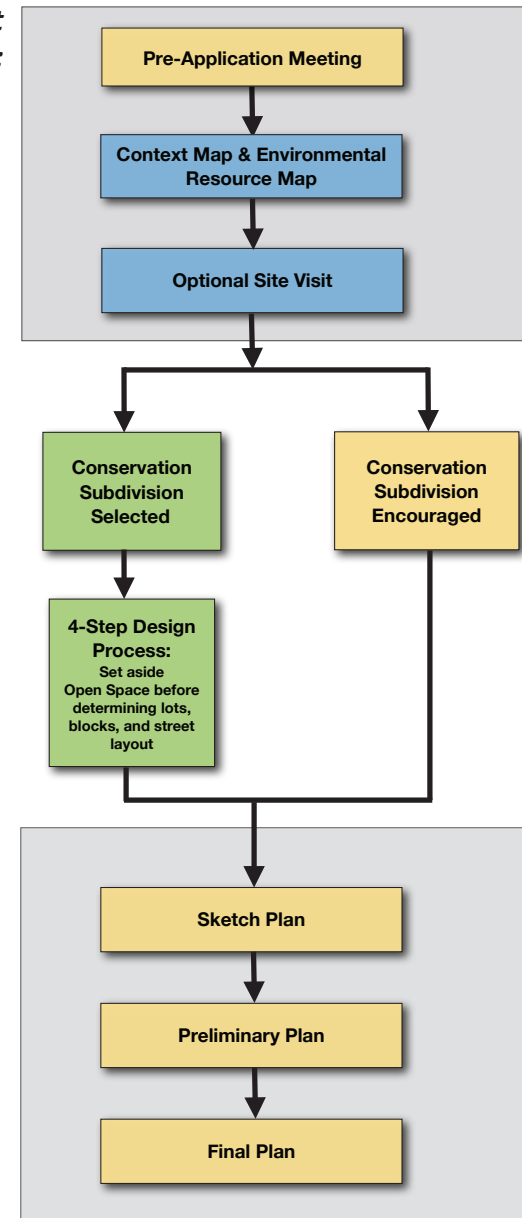 Pre-Application Meeting
Context Map & Environmental
Resource Map
Optional Site Visit
Conservation
Subdivision
Selected
Conservation
Subdivision
Encouraged
4-Step Design
Process:
Set aside
Open Space before
determining lots,
blocks, and street
layout
Sketch Plan
Preliminary Plan
Final Plan